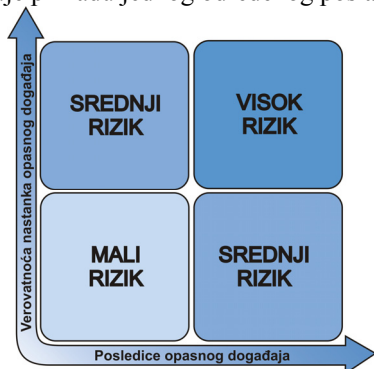 SREDNJI
RIZIK
VISOK
RIZIK
MALI
RIZIK
SREDNJI
RIZIK
Verovatnoća nastanka opasnog događaja
Posledice opasnog događaja